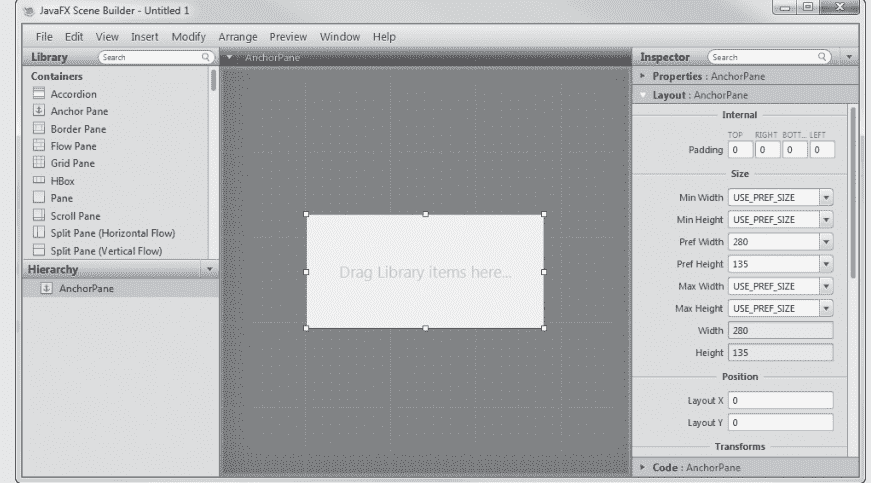 JavaFX Scene Builder - Untitled 1
File Edit View Insert Modify Arrange Preview Window Help
Library Search
Containers
Accordion
Anchor Pane
Border Pane
Flow Pane
Grid Pane
HBox
Pane
Scroll Pane
Split Pane (Horizontal Flow)
Split Pane (Vertical Flow)
Hierarchy
AnchorPane
AnchorPane
Drag Library items here...
Inspector Search
Properties : AnchorPane
Layout : AnchorPane
Internal
TOP RIGHT BOTT... LEFT
Padding 0 0 0 0
Size
Min Width USE_PREF_SIZE
Min Height USE_PREF_SIZE
Pref Width 280
Pref Height 135
Max Width USE_PREF_SIZE
Max Height USE_PREF_SIZE
Width 280
Height 135
Position
Layout X 0
Layout Y 0
Transforms
Code : AnchorPane